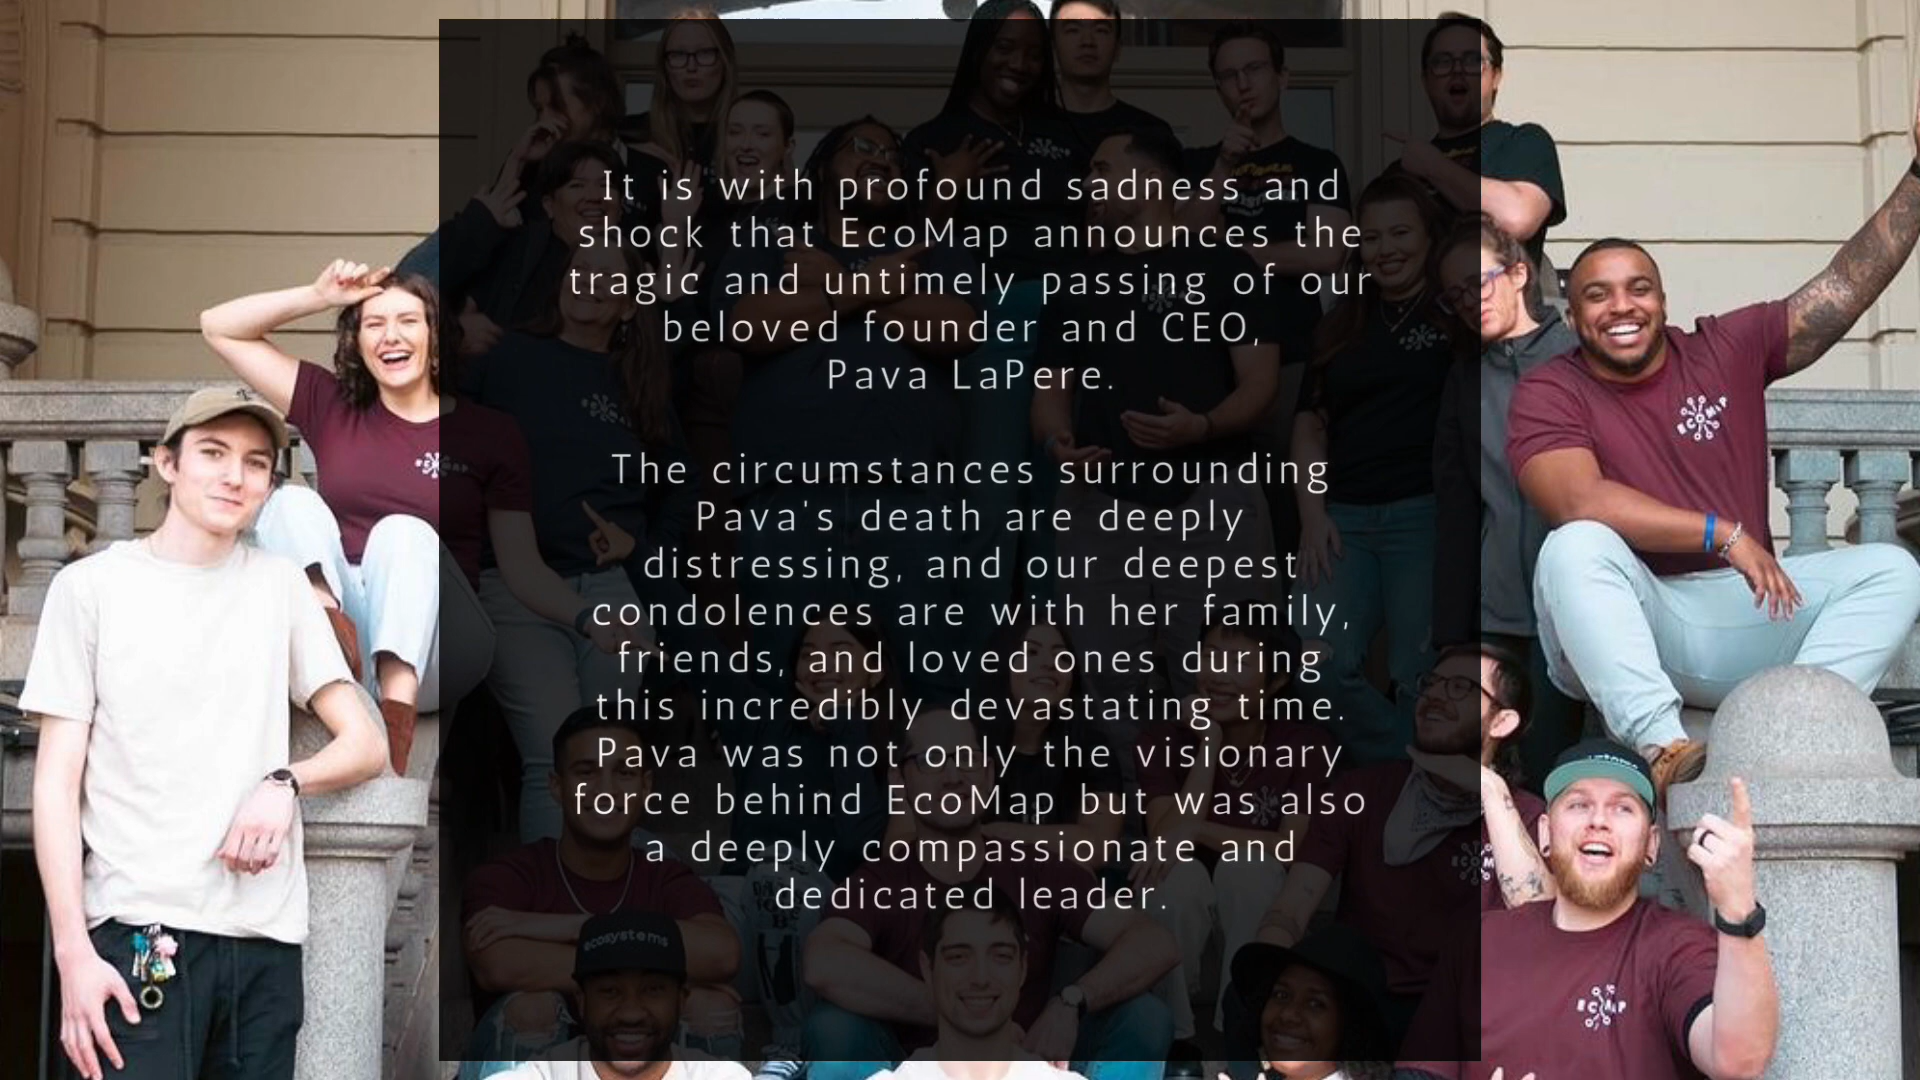 It is with profound sadness and
shock that EcoMap announces the
tragic and untimely passing of our
beloved founder and CEO,
Pava LaPere.
The circumstances surrounding
Pava's death are deeply
distressing, and our deepest
condolences are with her family,
friends, and loved ones during
this incredibly devastating time.
Pava was not only the visionary
force behind EcoMap but was also
a deeply compassionate and
dedicated leader.
ECOMAP
ECOMAP
ecosystems